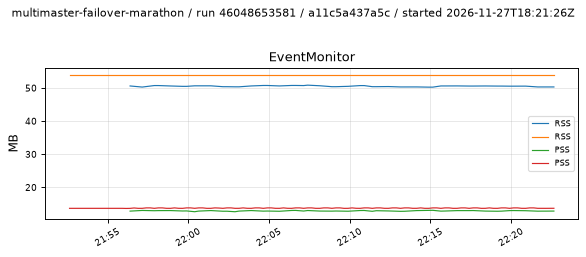 multimaster-failover-marathon / run 46048653581 / a11c5a437a5c / started 2026-11-27T18:21:26Z
EventMonitor
MB
50
40
30
20
RSS
RSS
PSS
PSS
21:55
22:00
22:05
22:10
22:15
22:20